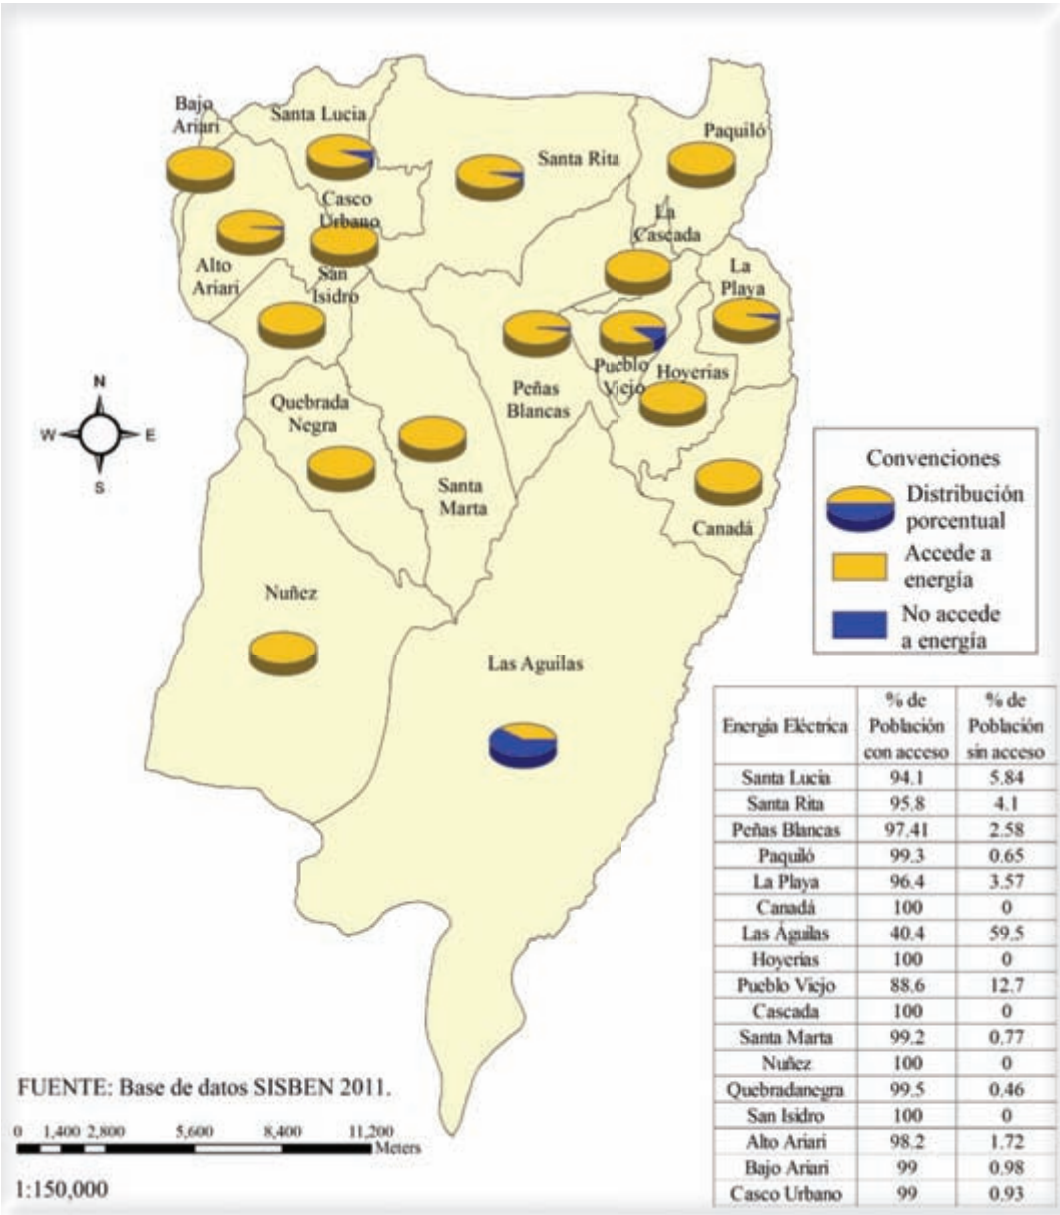 Bajo
Ariari
Santa Lucia
Santa Rita
Paquiló
Casco
Urbano
La
Cascada
Alto
Ariari
San
Isidro
La
Playa
Pueblo
Viejo
Hoyerias
Peñas
Blancas
Quebrada
Negra
Santa
Marta
Canadá
Nuñez
Las Aguilas
N
W
E
S
Convenciones
Distribución
porcentual
Accede a
energía
No accede
a energía
Energia Eléctrica
% de
Población
con acceso
% de
Población
sin acceso
Santa Lucia 94.1 5.84
Santa Rita 95.8 4.1
Peñas Blancas 97.41 2.58
Paquiló 99.3 0.65
La Playa 96.4 3.57
Canadá 100 0
Las Águilas 40.4 59.5
Hoyerias 100 0
Pueblo Viejo 88.6 12.7
Cascada 100 0
Santa Marta 99.2 0.77
Nuñez 100 0
Quebradanegra 99.5 0.46
San Isidro 100 0
Alto Ariari 98.2 1.72
Bajo Ariari 99 0.98
Casco Urbano 99 0.93
FUENTE: Base de datos SISBEN 2011.
0 1,400 2,800 5,600 8,400 11,200
Meters
1:150,000